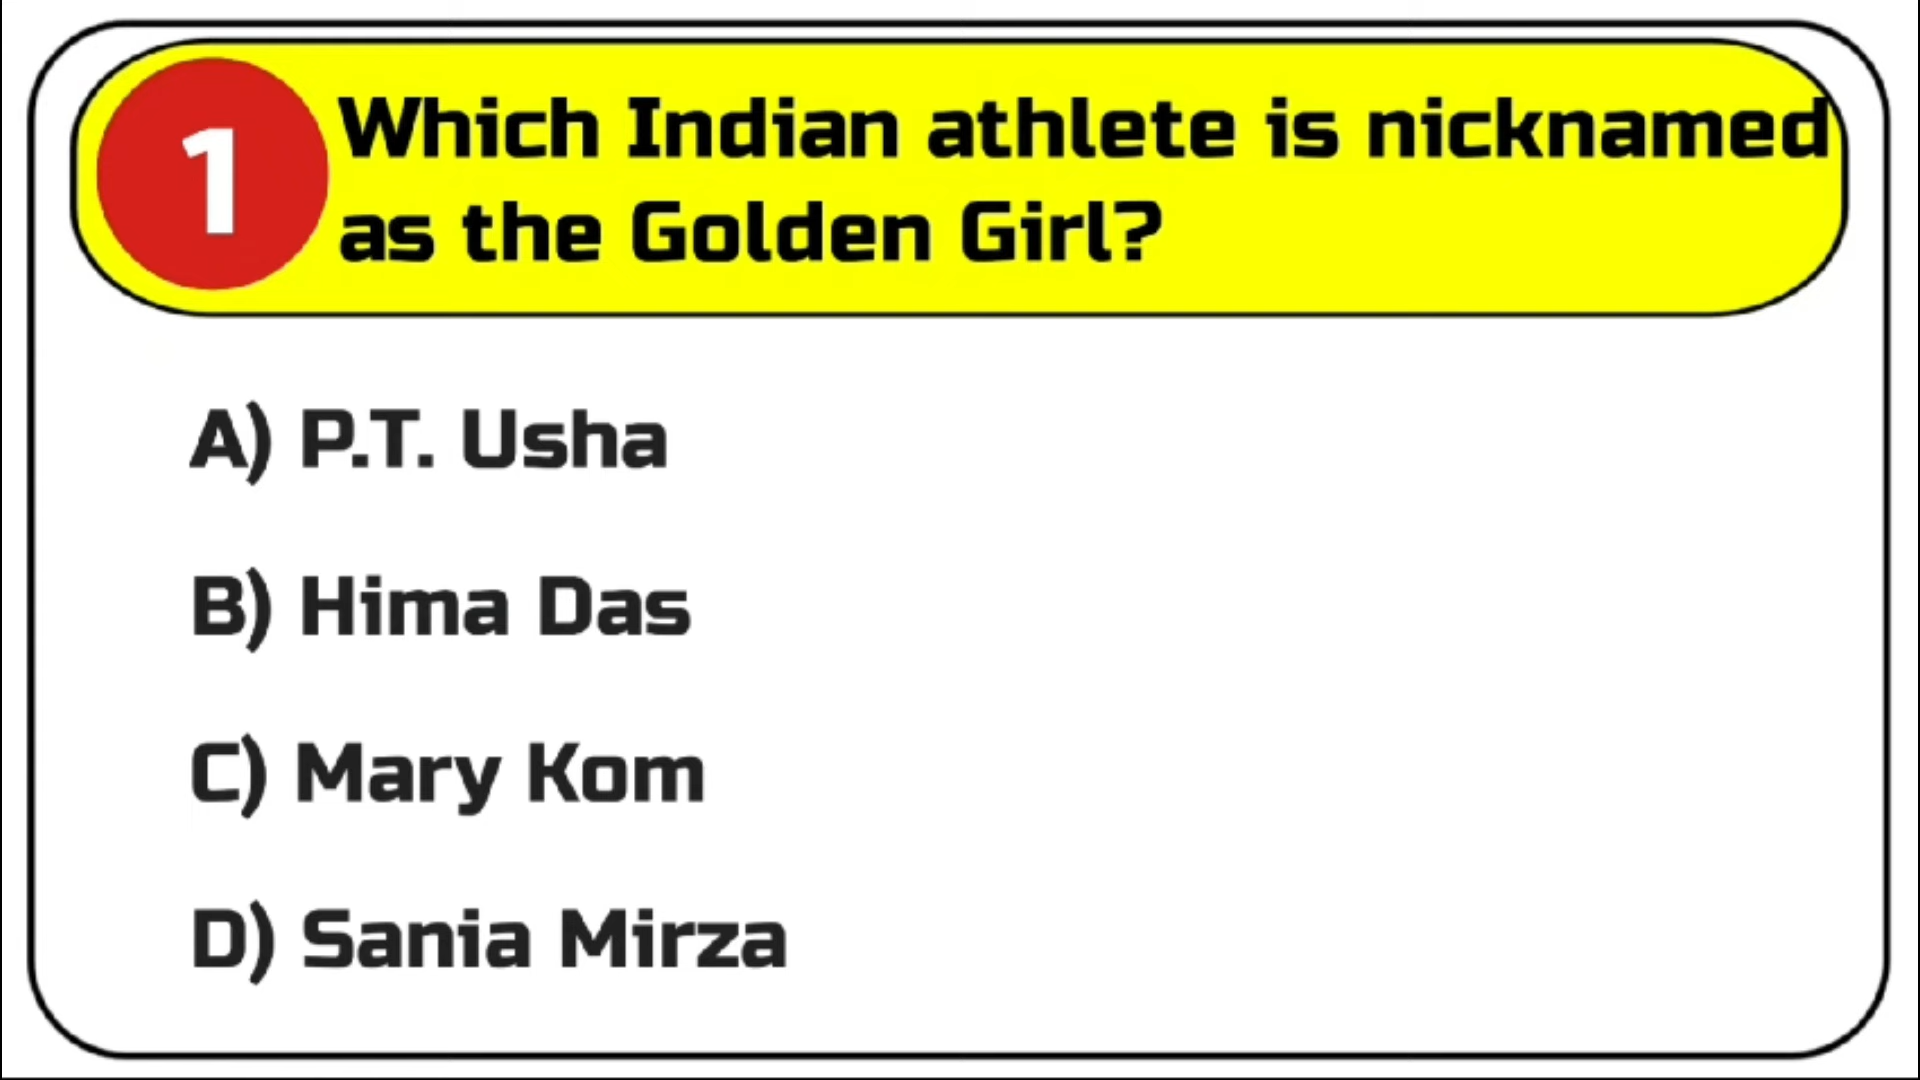 1
Which Indian athlete is nicknamed
as the Golden Girl?
A) P.T. Usha
B) Hima Das
C) Mary Kom
D) Sania Mirza